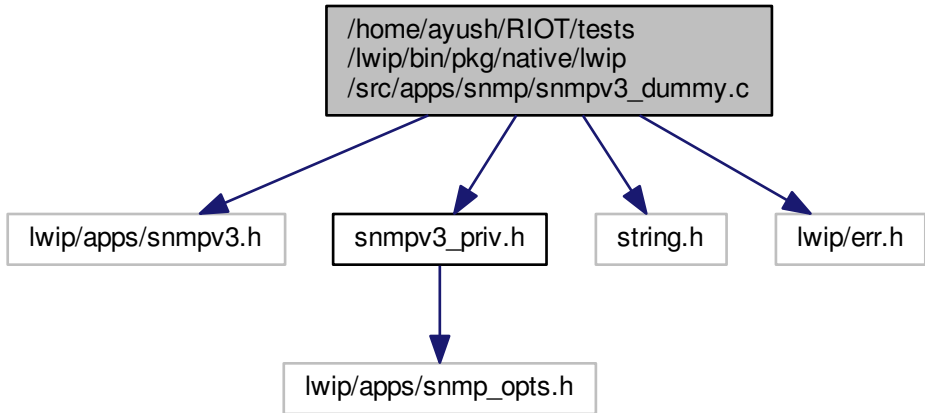 /home/ayush/RIOT/tests
/lwip/bin/pkg/native/lwip
/src/apps/snmp/snmpv3_dummy.c
lwip/apps/snmpv3.h
snmpv3_priv.h
string.h
lwip/err.h
lwip/apps/snmp_opts.h